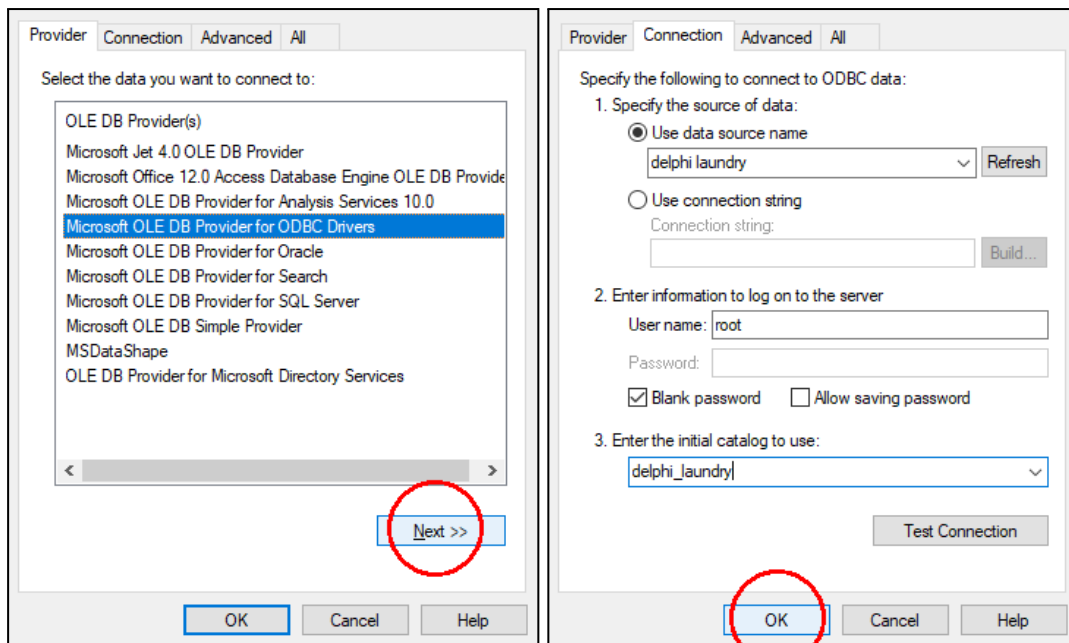 Provider Connection Advanced All
Select the data you want to connect to:
OLE DB Provider(s)
Microsoft Jet 4.0 OLE DB Provider
Microsoft Office 12.0 Access Database Engine OLE DB Provide
Microsoft OLE DB Provider for Analysis Services 10.0
Microsoft OLE DB Provider for ODBC Drivers
Microsoft OLE DB Provider for Oracle
Microsoft OLE DB Provider for Search
Microsoft OLE DB Provider for SQL Server
Microsoft OLE DB Simple Provider
MSDataShape
OLE DB Provider for Microsoft Directory Services
Next >>
OK Cancel Help
Provider Connection Advanced All
Specify the following to connect to ODBC data:
1. Specify the source of data:
Use data source name
delphi laundry Refresh
Use connection string
Connection string:
Build...
2. Enter information to log on to the server
User name: root
Password:
Blank password Allow saving password
3. Enter the initial catalog to use:
delphi_laundry
Test Connection
OK Cancel Help